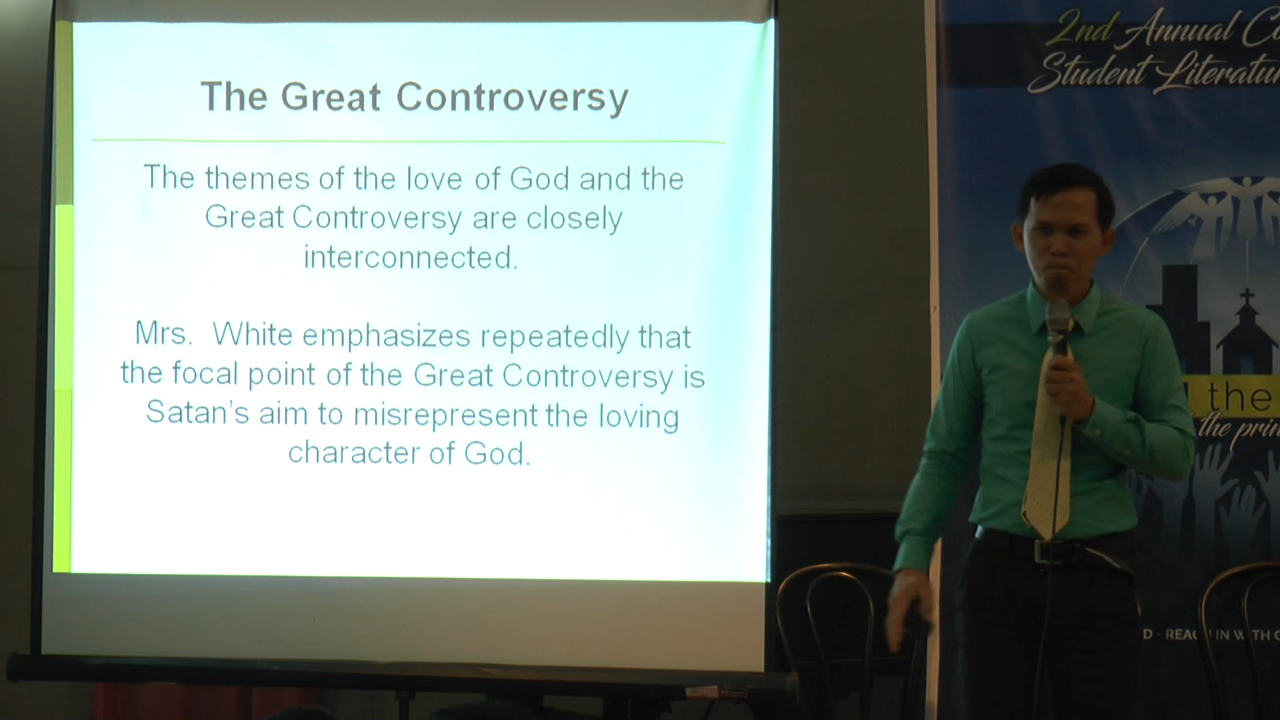 The Great Controversy
The themes of the love of God and the
Great Controversy are closely
interconnected.
Mrs. White emphasizes repeatedly that
the focal point of the Great Controversy is
Satan's aim to misrepresent the loving
character of God.
2nd Annual Co
Student Literatu
the
the prin
D · REAC IN W TH